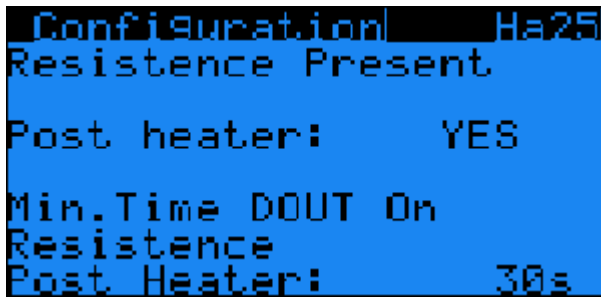 Configuration Ha25
Resistence Present
Post heater: YES
Min.Time DOUT On
Resistence
Post Heater: 30s